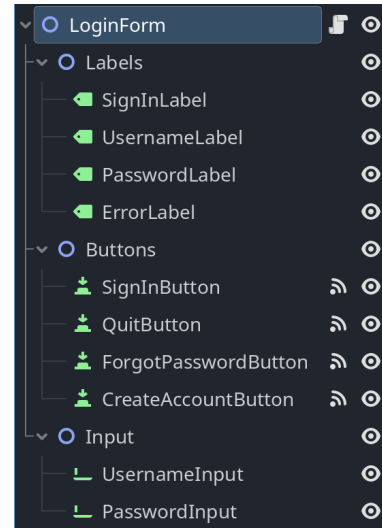 LoginForm
Labels
SignInLabel
UsernameLabel
PasswordLabel
ErrorLabel
Buttons
SignInButton
QuitButton
ForgotPasswordButton
CreateAccountButton
Input
UsernameInput
PasswordInput